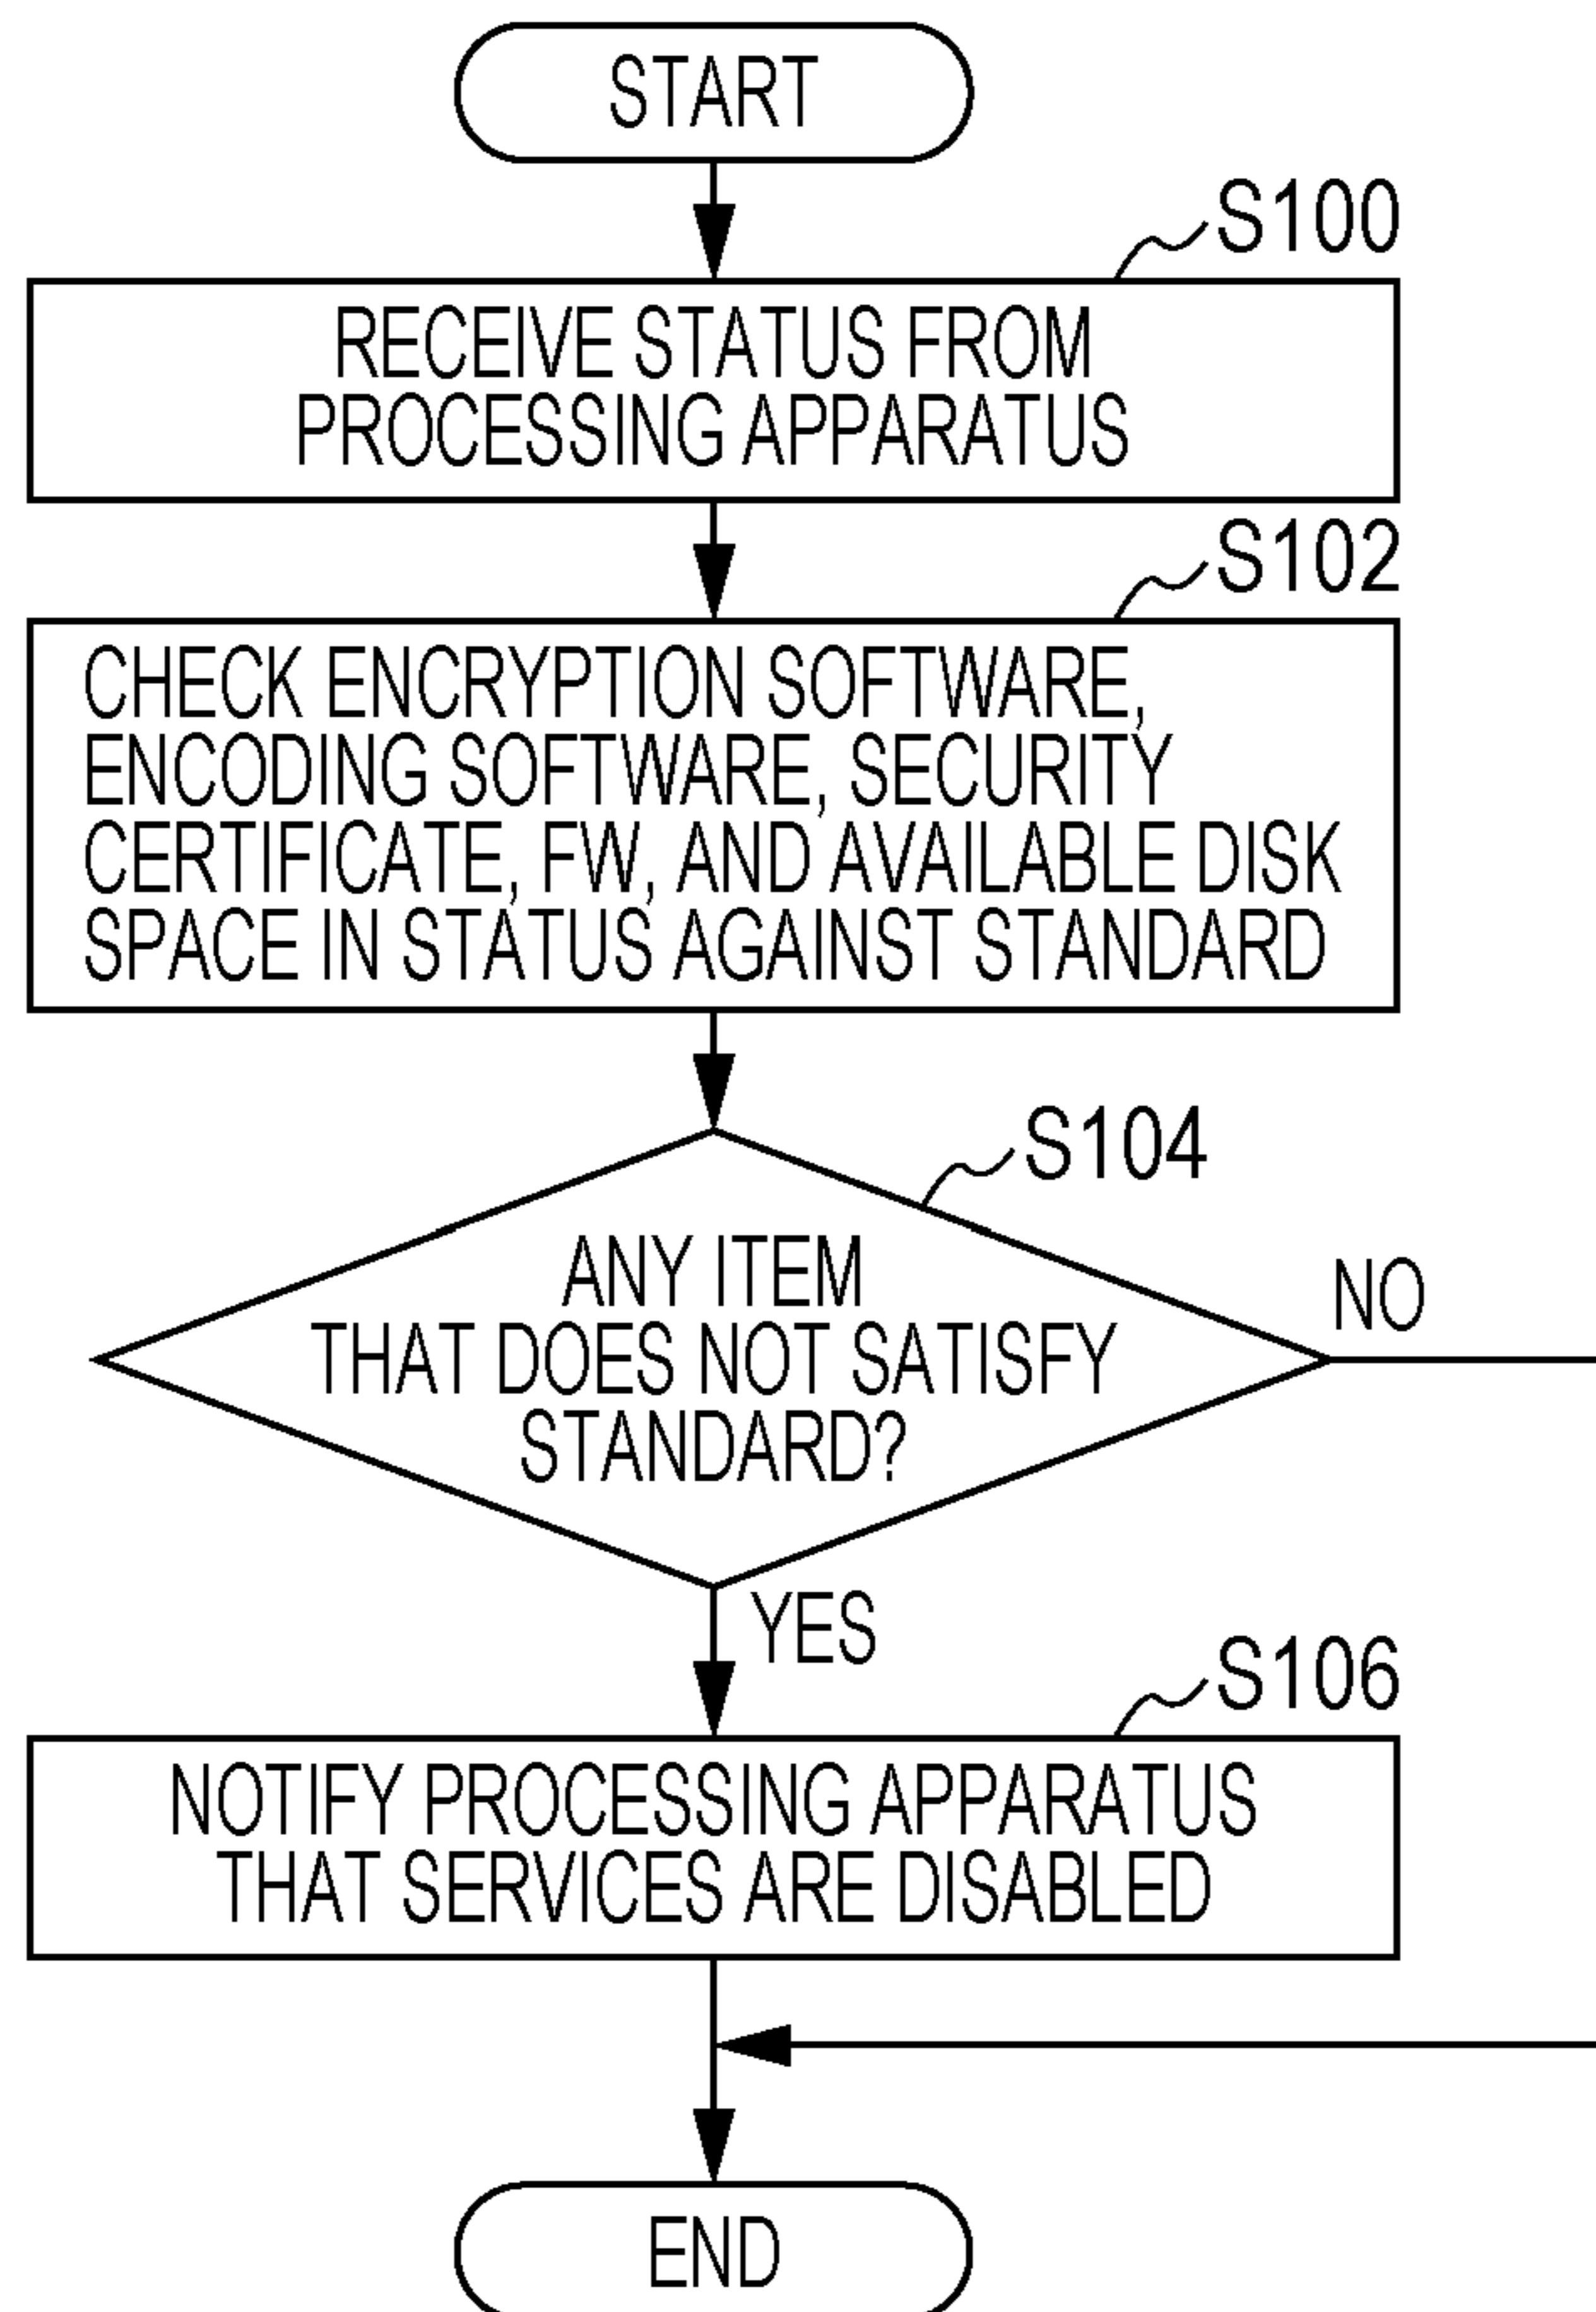 START
S100
RECEIVE STATUS FROM
PROCESSING APPARATUS
S102
CHECK ENCRYPTION SOFTWARE,
ENCODING SOFTWARE, SECURITY
CERTIFICATE, FW, AND AVAILABLE DISK
SPACE IN STATUS AGAINST STANDARD
S104
ANY ITEM
THAT DOES NOT SATISFY
STANDARD?
NO
YES
S106
NOTIFY PROCESSING APPARATUS
THAT SERVICES ARE DISABLED
END